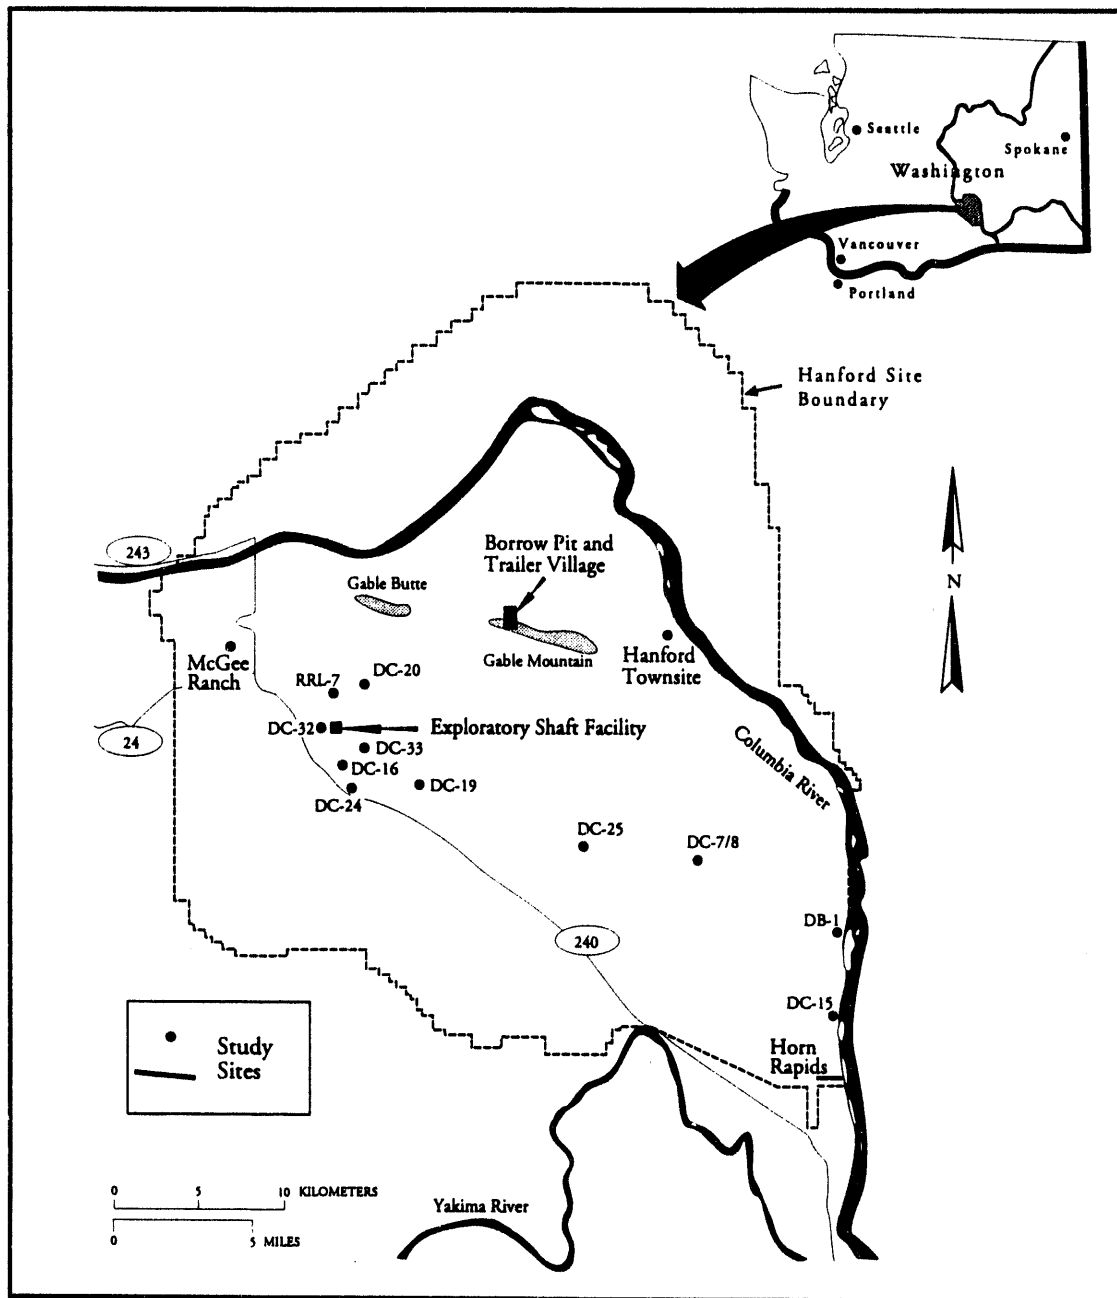 Seattle
Spokane
Washington
Vancouver
Portland
Hanford Site
Boundary
243
Borrow Pit and
Trailer Village
Gable Butte
N
McGee
Ranch
Gable Mountain
Hanford
Townsite
RRL-7
DC-20
24
DC-32
Exploratory Shaft Facility
DC-33
DC-16
DC-19
DC-24
Columbia River
DC-25
DC-7/8
DB-1
240
DC-15
Study
Sites
Horn
Rapids
0 5 10 KILOMETERS
0 5 MILES
Yakima River